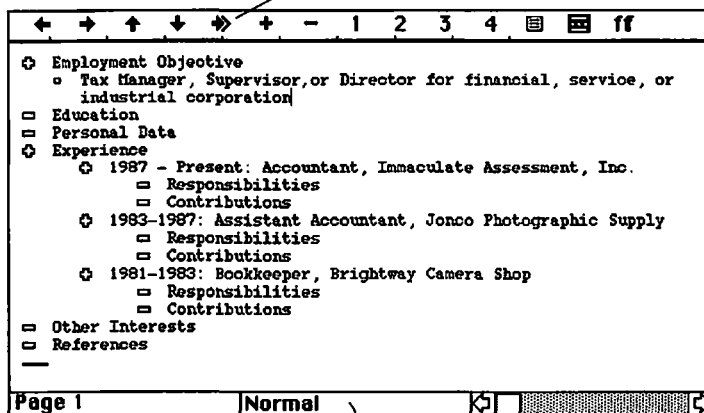 + - 1 2 3 4 ff
Employment Objective
Tax Manager, Supervisor,or Director for financial, service, or
industrial corporation
Education
Personal Data
Experience
1987 - Present: Accountant, Immaculate Assessment, Inc.
Responsibilities
Contributions
1983-1987: Assistant Accountant, Jonco Photographic Supply
Responsibilities
Contributions
1981-1983: Bookkeeper, Brightway Camera Shop
Responsibilities
Contributions
Other Interests
References
Page 1 Normal